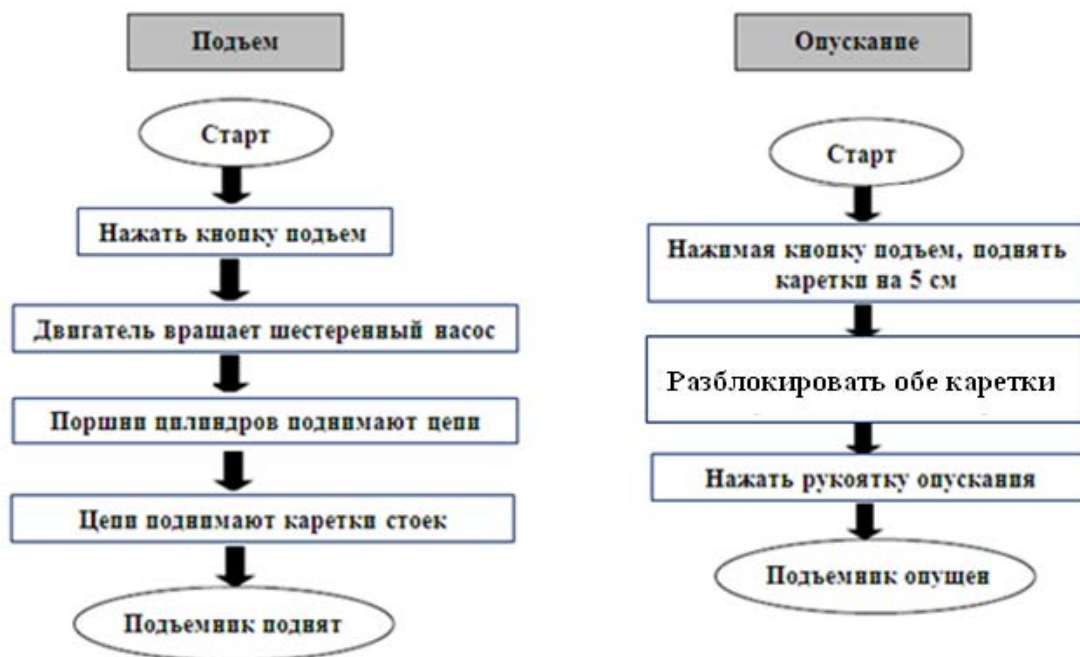 Подъем
Старт
Нажать кнопку подъем
Двигатель вращает шестеренный насос
Поршни цилиндров поднимают цепи
Цепи поднимают каретки стоек
Подъемник поднят
Опускание
Старт
Нажимая кнопку подъем, поднять
каретки на 5 см
Разблокировать обе каретки
Нажать рукоятку опускания
Подъемник опущен